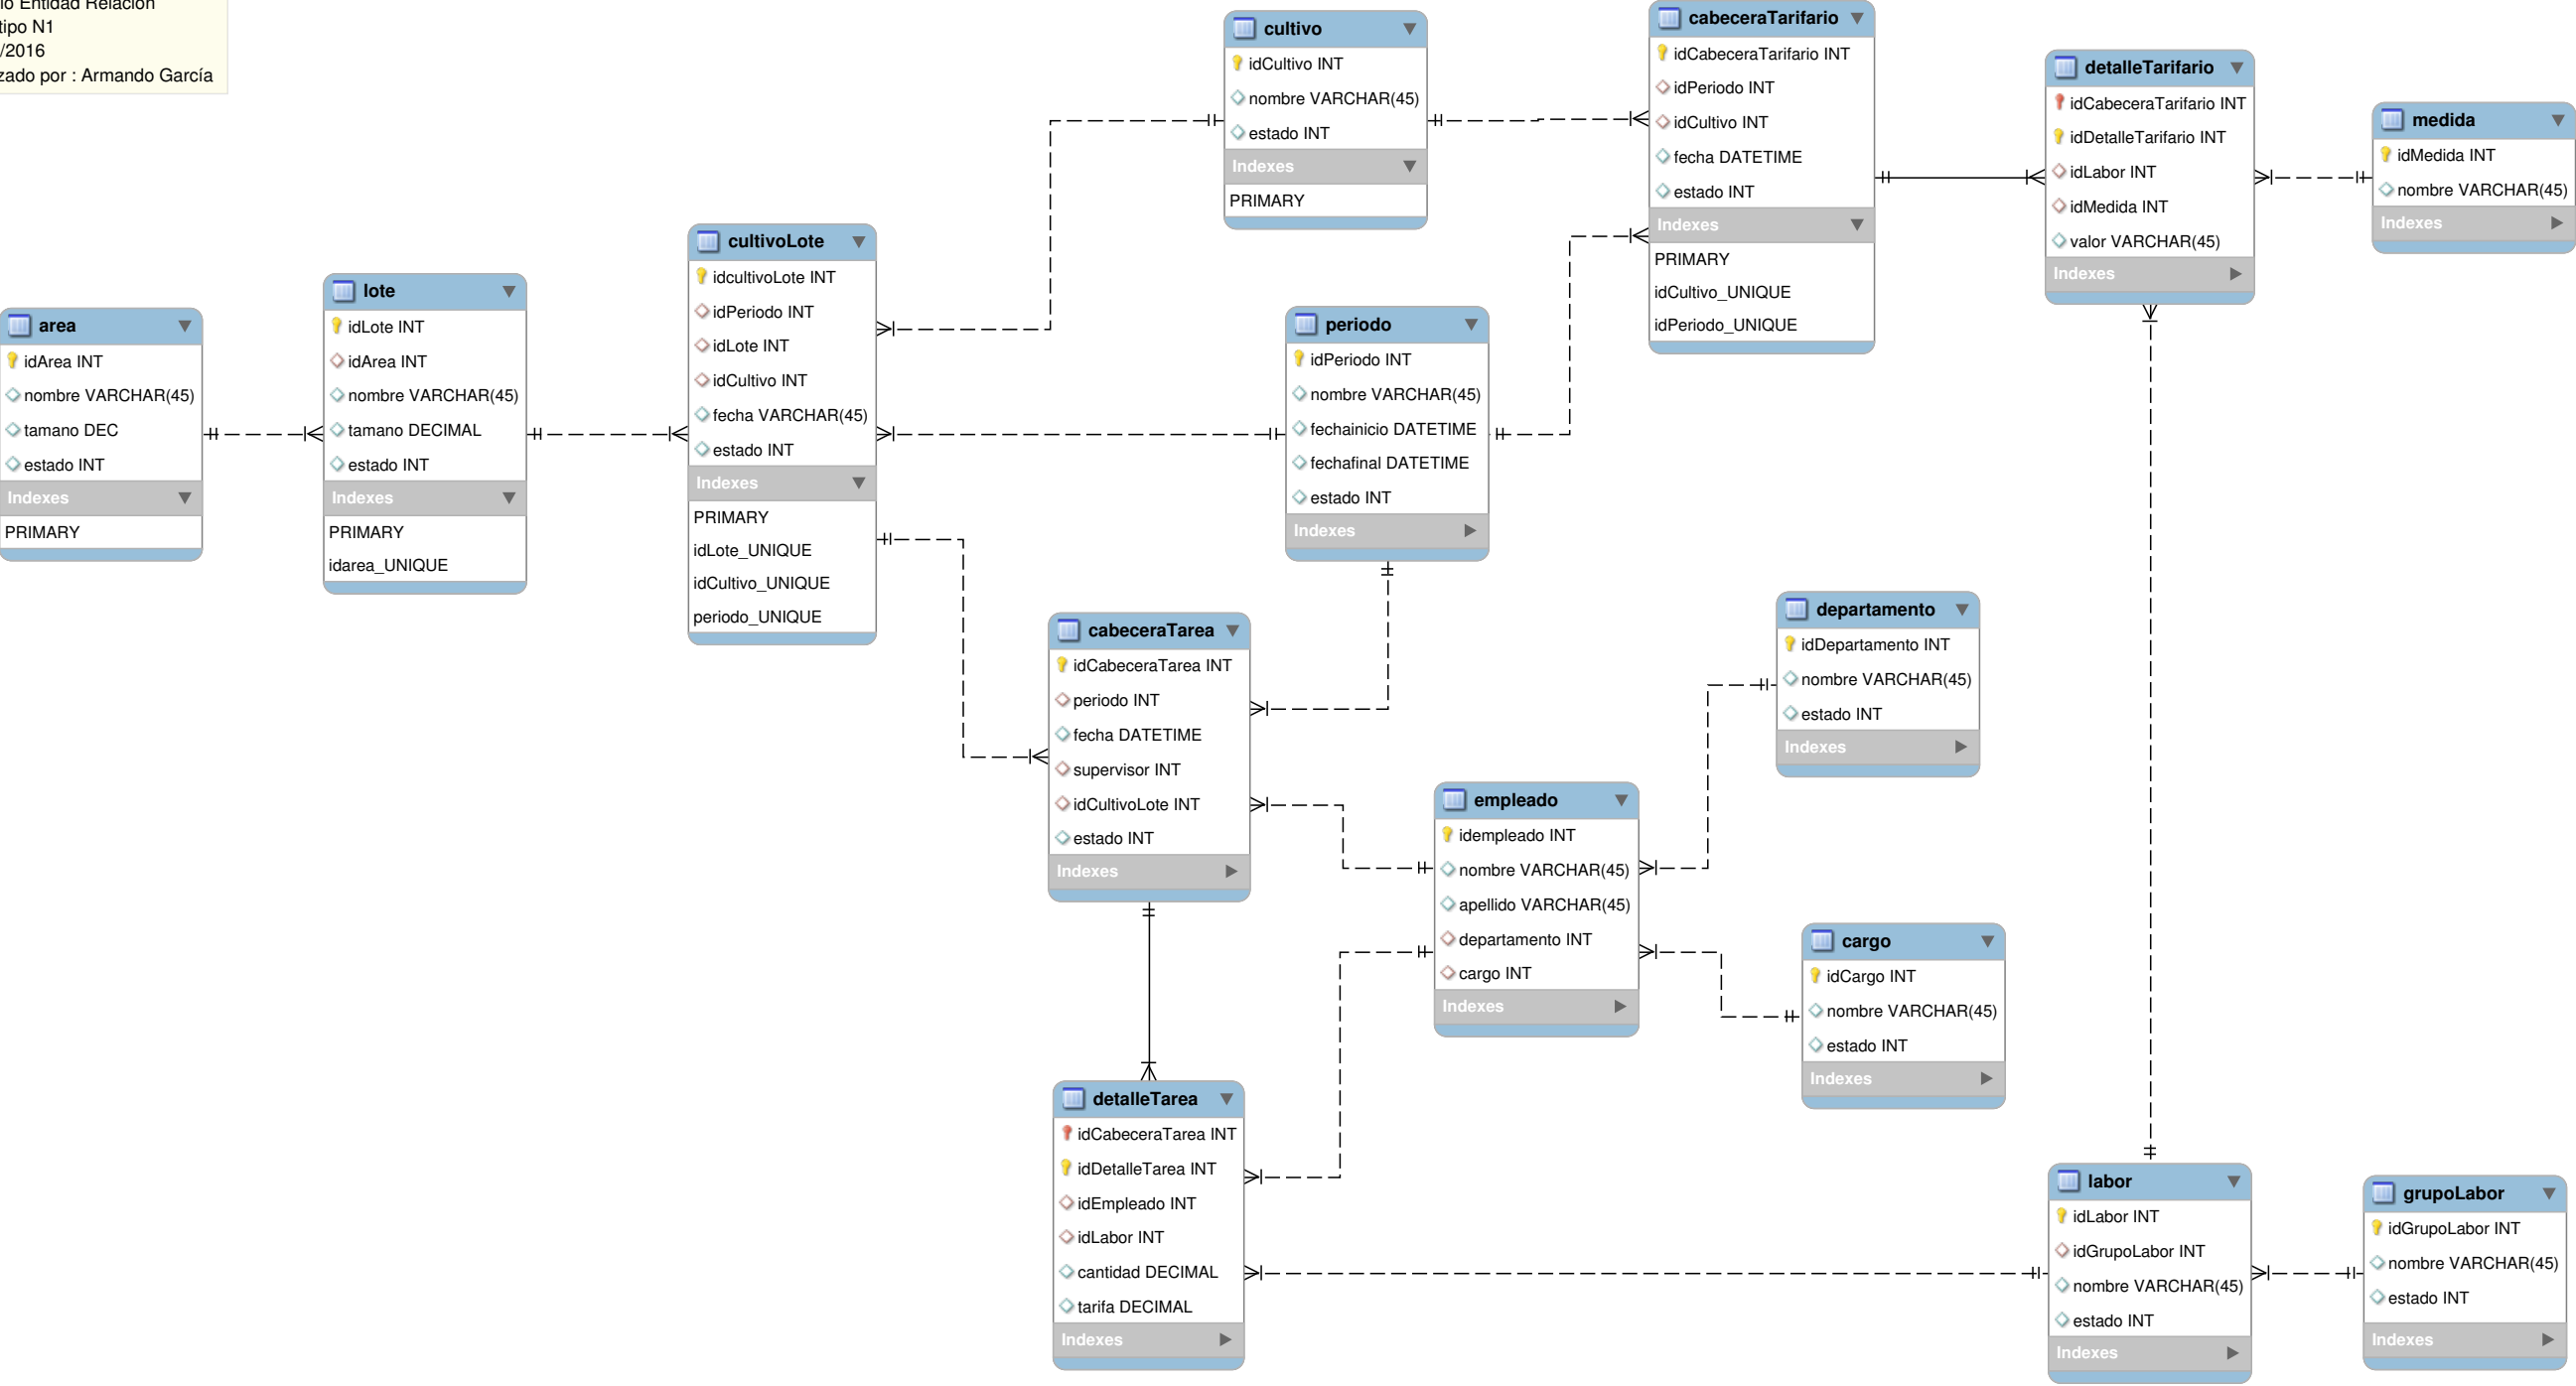 Entidad Relación
N1
/2016
por : Armando García
area
idArea INT
nombre VARCHAR(45)
tamano DEC
estado INT
Indexes
PRIMARY
lote
idLote INT
idArea INT
nombre VARCHAR(45)
tamano DECIMAL
estado INT
Indexes
PRIMARY
idarea_UNIQUE
cultivoLote
idcultivoLote INT
idPeriodo INT
idLote INT
idCultivo INT
fecha VARCHAR(45)
estado INT
Indexes
PRIMARY
idLote_UNIQUE
idCultivo_UNIQUE
periodo_UNIQUE
cultivo
idCultivo INT
nombre VARCHAR(45)
estado INT
Indexes
PRIMARY
periodo
idPeriodo INT
nombre VARCHAR(45)
fechainicio DATETIME
fechafinal DATETIME
estado INT
Indexes
cabeceraTarifario
idCabeceraTarifario INT
idPeriodo INT
idCultivo INT
fecha DATETIME
estado INT
Indexes
PRIMARY
idCultivo_UNIQUE
idPeriodo_UNIQUE
detalleTarifario
idCabeceraTarifario INT
idDetalleTarifario INT
idLabor INT
idMedida INT
valor VARCHAR(45)
Indexes
medida
idMedida INT
nombre VARCHAR(45)
Indexes
cabeceraTarea
idCabeceraTarea INT
periodo INT
fecha DATETIME
supervisor INT
idCultivoLote INT
estado INT
Indexes
departamento
idDepartamento INT
nombre VARCHAR(45)
estado INT
Indexes
empleado
idempleado INT
nombre VARCHAR(45)
apellido VARCHAR(45)
departamento INT
cargo INT
Indexes
cargo
idCargo INT
nombre VARCHAR(45)
estado INT
Indexes
detalleTarea
idCabeceraTarea INT
idDetalleTarea INT
idEmpleado INT
idLabor INT
cantidad DECIMAL
tarifa DECIMAL
Indexes
labor
idLabor INT
idGrupoLabor INT
nombre VARCHAR(45)
estado INT
Indexes
grupoLabor
idGrupoLabor INT
nombre VARCHAR(45)
estado INT
Indexes